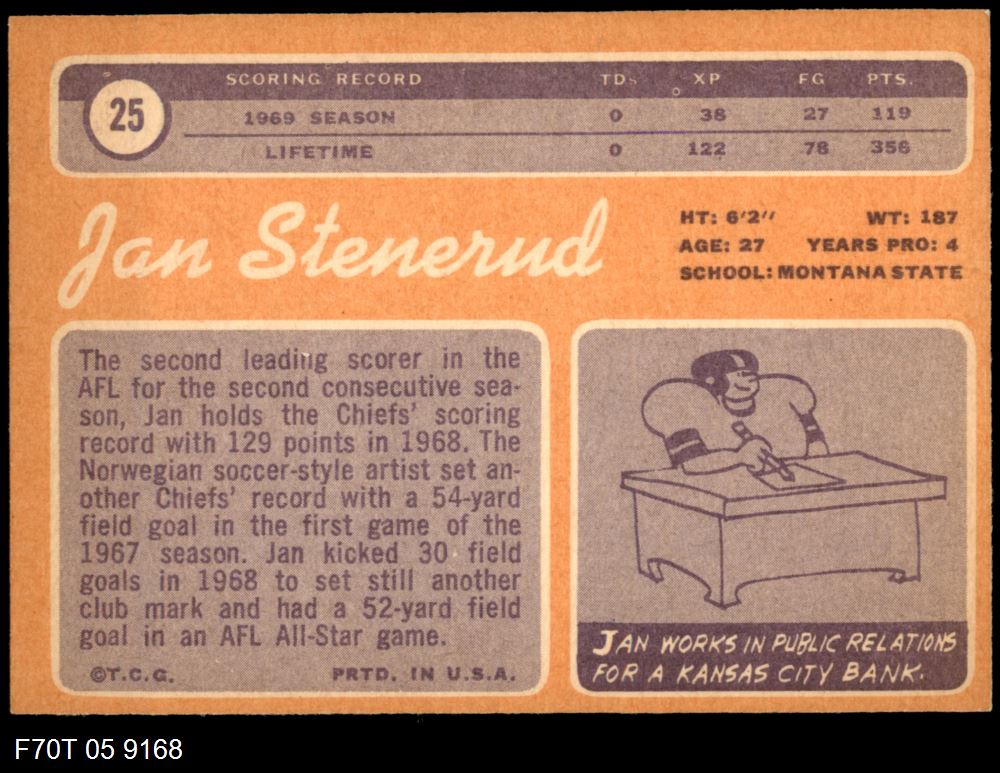 SCORING RECORD TDs XP FG PTS.
25
1969 SEASON 0 38 27 119
LIFETIME 0 122 78 356
Jan Stenerud
HT: 6'2" WT: 187
AGE: 27 YEARS PRO: 4
SCHOOL: MONTANA STATE
The second leading scorer in the
AFL for the second consecutive sea-
son, Jan holds the Chiefs' scoring
record with 129 points in 1968. The
Norwegian soccer-style artist set an-
other Chiefs' record with a 54-yard
field goal in the first game of the
1967 season. Jan kicked 30 field
goals in 1968 to set still another
club mark and had a 52-yard field
goal in an AFL All-Star game.
©T.C.G. PRTD. IN U.S.A.
JAN WORKS IN PUBLIC RELATIONS
FOR A KANSAS CITY BANK.
F70T 05 9168